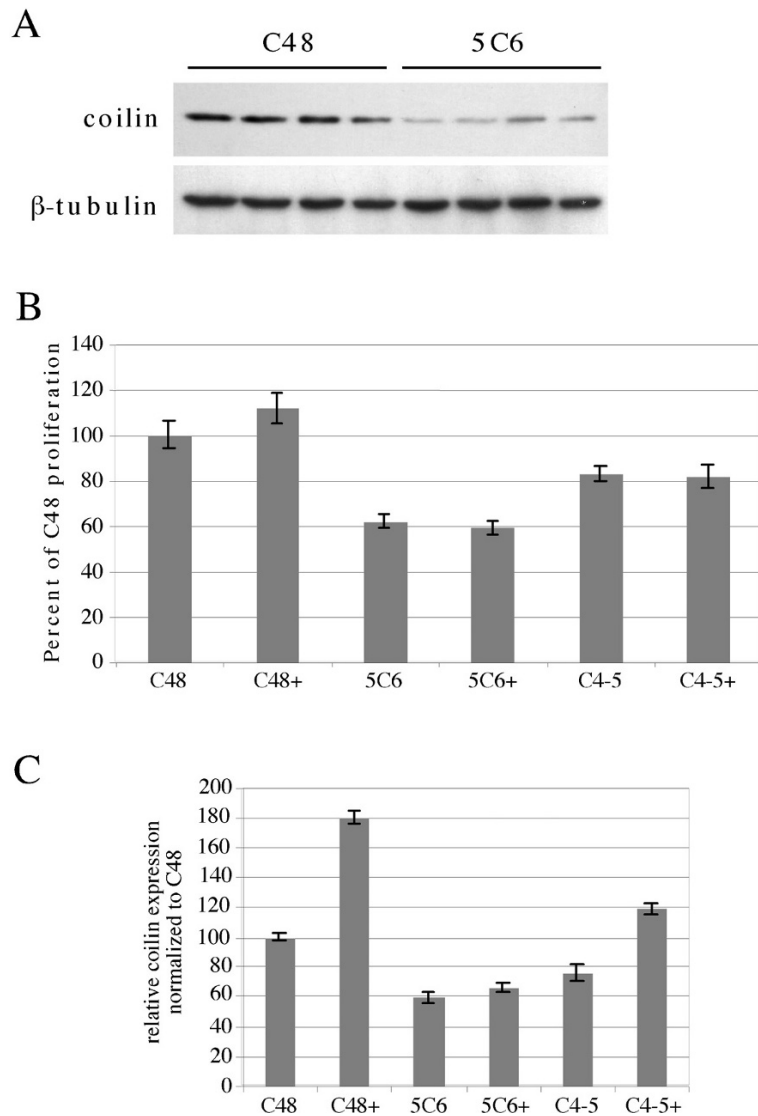 A
C48 5C6
coilin
β-tubulin
B
Percent of C48 proliferation
140
120
100
80
60
40
20
0
C48 C48+ 5C6 5C6+ C4-5 C4-5+
C
relative coilin expression
normalized to C48
200
180
160
140
120
100
80
60
40
20
0
C48 C48+ 5C6 5C6+ C4-5 C4-5+